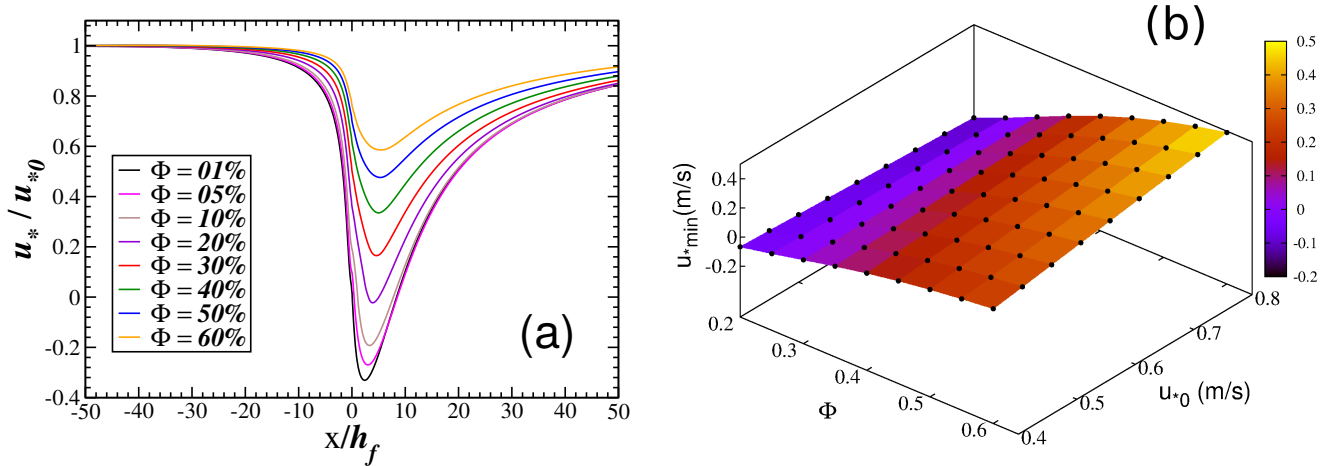 (a)
u* / u*0
1
0.8
0.6
0.4
0.2
0
-0.2
-0.4
Φ = 01%
Φ = 05%
Φ = 10%
Φ = 20%
Φ = 30%
Φ = 40%
Φ = 50%
Φ = 60%
-50 -40 -30 -20 -10 0 10 20 30 40 50
x/hf
(b)
u*min(m/s)
0.4
0.2
0
-0.2
0.2 0.3 0.4 0.5 0.6
Φ
0.4 0.5 0.6 0.7 0.8
u*0 (m/s)
0.5
0.4
0.3
0.2
0.1
0
-0.1
-0.2